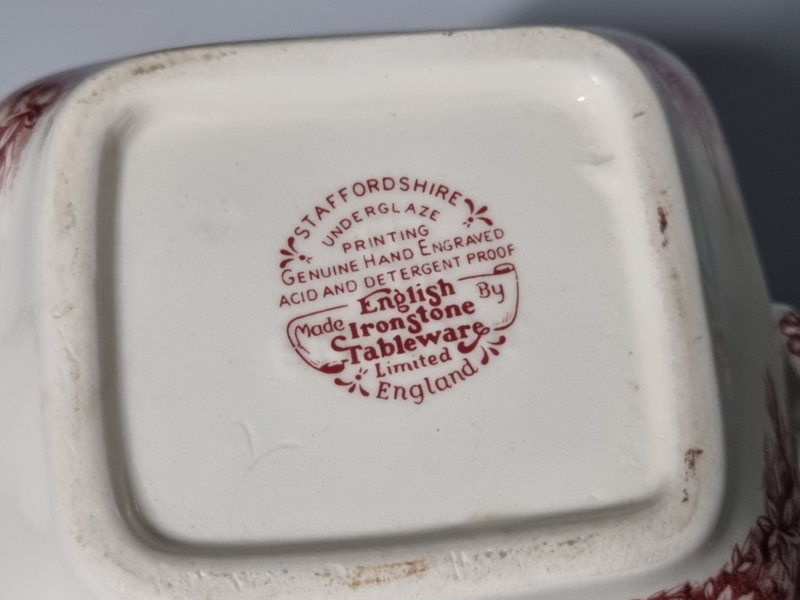 STAFFORDSHIRE
UNDERGLAZE
PRINTING
GENUINE HAND ENGRAVED
ACID AND DETERGENT PROOF
Made English By
Ironstone
Tableware
Limited
England